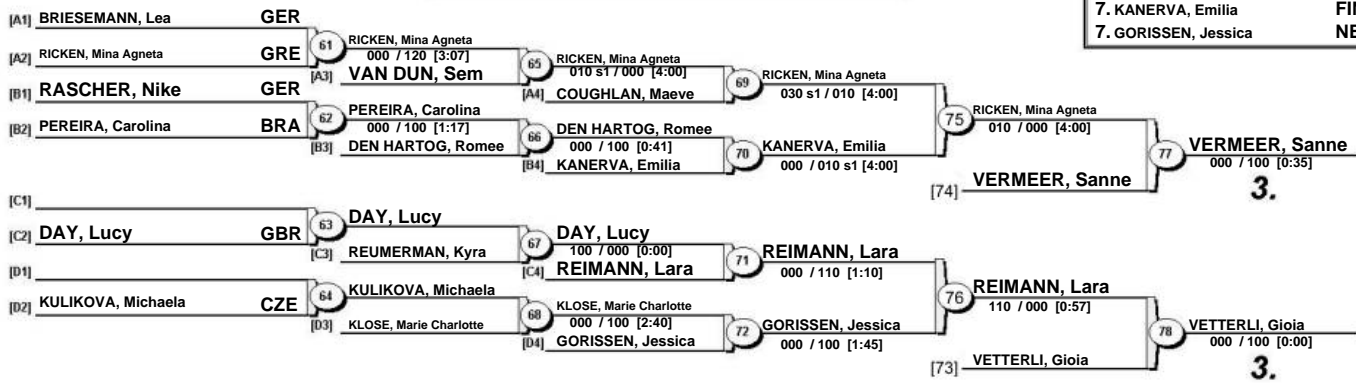 7. KANERVA, Emilia FIN
7. GORISSEN, Jessica NE
[A1] BRIESEMANN, Lea GER
[A2] RICKEN, Mina Agneta GRE
61
RICKEN, Mina Agneta
000 / 120 [3:07]
[A3] VAN DUN, Sem
65
RICKEN, Mina Agneta
010 s1 / 000 [4:00]
[A4] COUGHLAN, Maeve
69
RICKEN, Mina Agneta
030 s1 / 010 [4:00]
[B1] RASCHER, Nike GER
[B2] PEREIRA, Carolina BRA
62
PEREIRA, Carolina
000 / 100 [1:17]
[B3] DEN HARTOG, Romee
66
DEN HARTOG, Romee
000 / 100 [0:41]
[B4] KANERVA, Emilia
70
KANERVA, Emilia
000 / 010 s1 [4:00]
75
RICKEN, Mina Agneta
010 / 000 [4:00]
[74] VERMEER, Sanne
77
VERMEER, Sanne
000 / 100 [0:35]
3.
[C1]
[C2] DAY, Lucy GBR
63
DAY, Lucy
[C3] REUMERMAN, Kyra
67
DAY, Lucy
100 / 000 [0:00]
[C4] REIMANN, Lara
71
REIMANN, Lara
000 / 110 [1:10]
[D1]
[D2] KULIKOVA, Michaela CZE
64
KULIKOVA, Michaela
[D3] KLOSE, Marie Charlotte
68
KLOSE, Marie Charlotte
000 / 100 [2:40]
[D4] GORISSEN, Jessica
72
GORISSEN, Jessica
000 / 100 [1:45]
76
REIMANN, Lara
110 / 000 [0:57]
[73] VETTERLI, Gioia
78
VETTERLI, Gioia
000 / 100 [0:00]
3.